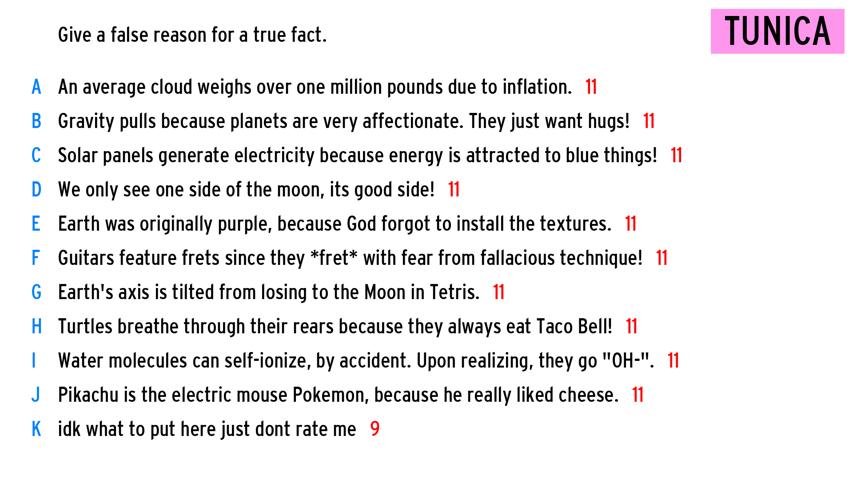 Give a false reason for a true fact.
TUNICA
A An average cloud weighs over one million pounds due to inflation. 11
B Gravity pulls because planets are very affectionate. They just want hugs! 11
C Solar panels generate electricity because energy is attracted to blue things! 11
D We only see one side of the moon, its good side! 11
E Earth was originally purple, because God forgot to install the textures. 11
F Guitars feature frets since they *fret* with fear from fallacious technique! 11
G Earth's axis is tilted from losing to the Moon in Tetris. 11
H Turtles breathe through their rears because they always eat Taco Bell! 11
I Water molecules can self-ionize, by accident. Upon realizing, they go "OH-". 11
J Pikachu is the electric mouse Pokemon, because he really liked cheese. 11
K idk what to put here just dont rate me 9